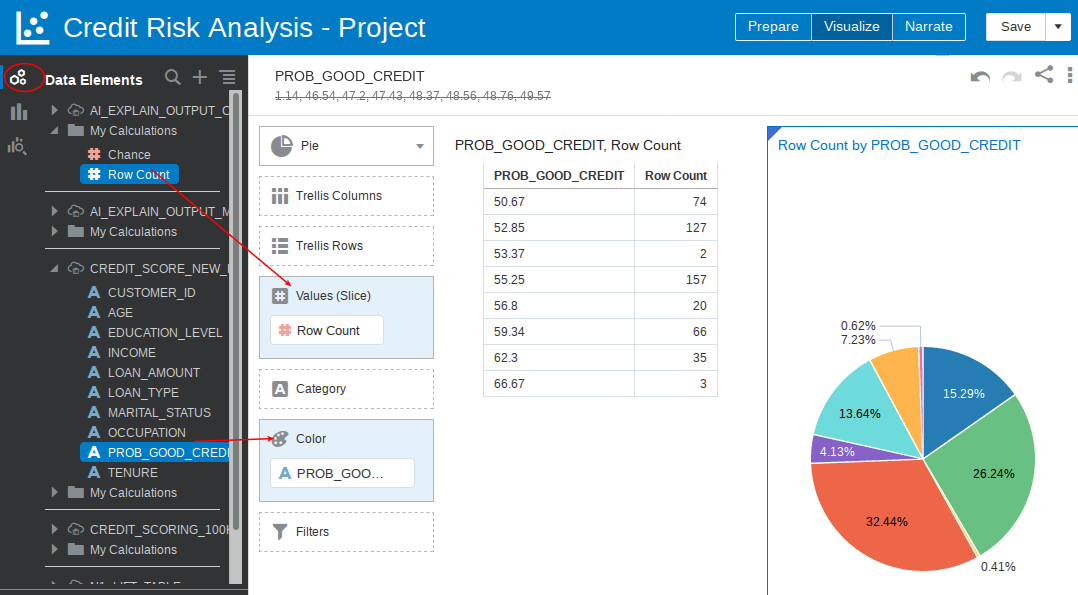 Credit Risk Analysis - Project
Prepare
Visualize
Narrate
Save
Data Elements
AI_EXPLAIN_OUTPUT_C
My Calculations
Chance
Row Count
AI_EXPLAIN_OUTPUT_M
My Calculations
CREDIT_SCORE_NEW_
CUSTOMER_ID
AGE
EDUCATION_LEVEL
INCOME
LOAN_AMOUNT
LOAN_TYPE
MARITAL_STATUS
OCCUPATION
PROB_GOOD_CREDI
TENURE
My Calculations
CREDIT_SCORING_100K
My Calculations
PROB_GOOD_CREDIT
1.14, 46.54, 47.2, 47.43, 48.37, 48.56, 48.76, 49.57
Pie
Trellis Columns
Trellis Rows
Values (Slice)
Row Count
Category
Color
PROB_GOO...
Filters
PROB_GOOD_CREDIT, Row Count
PROB_GOOD_CREDIT Row Count
50.67 74
52.85 127
53.37 2
55.25 157
56.8 20
59.34 66
62.3 35
66.67 3
Row Count by PROB_GOOD_CREDIT
0.62%
7.23%
15.29%
13.64%
4.13%
26.24%
32.44%
0.41%